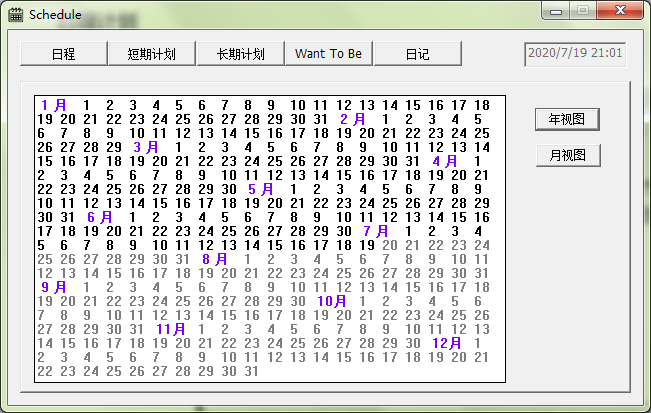 Schedule
日程 短期计划 长期计划 Want To Be 日记 2020/7/19 21:01
1 月 1 2 3 4 5 6 7 8 9 10 11 12 13 14 15 16 17 18
19 20 21 22 23 24 25 26 27 28 29 30 31 2 月 1 2 3 4 5
6 7 8 9 10 11 12 13 14 15 16 17 18 19 20 21 22 23 24 25
26 27 28 29 3 月 1 2 3 4 5 6 7 8 9 10 11 12 13 14
15 16 17 18 19 20 21 22 23 24 25 26 27 28 29 30 31 4 月 1
2 3 4 5 6 7 8 9 10 11 12 13 14 15 16 17 18 19 20 21
22 23 24 25 26 27 28 29 30 5 月 1 2 3 4 5 6 7 8 9
10 11 12 13 14 15 16 17 18 19 20 21 22 23 24 25 26 27 28 29
30 31 6 月 1 2 3 4 5 6 7 8 9 10 11 12 13 14 15 16
17 18 19 20 21 22 23 24 25 26 27 28 29 30 7 月 1 2 3 4
5 6 7 8 9 10 11 12 13 14 15 16 17 18 19 20 21 22 23 24
25 26 27 28 29 30 31 8 月 1 2 3 4 5 6 7 8 9 10 11
12 13 14 15 16 17 18 19 20 21 22 23 24 25 26 27 28 29 30 31
9 月 1 2 3 4 5 6 7 8 9 10 11 12 13 14 15 16 17 18
19 20 21 22 23 24 25 26 27 28 29 30 10月 1 2 3 4 5 6
7 8 9 10 11 12 13 14 15 16 17 18 19 20 21 22 23 24 25 26
27 28 29 30 31 11月 1 2 3 4 5 6 7 8 9 10 11 12 13
14 15 16 17 18 19 20 21 22 23 24 25 26 27 28 29 30 12月 1
2 3 4 5 6 7 8 9 10 11 12 13 14 15 16 17 18 19 20 21
22 23 24 25 26 27 28 29 30 31
年视图
月视图